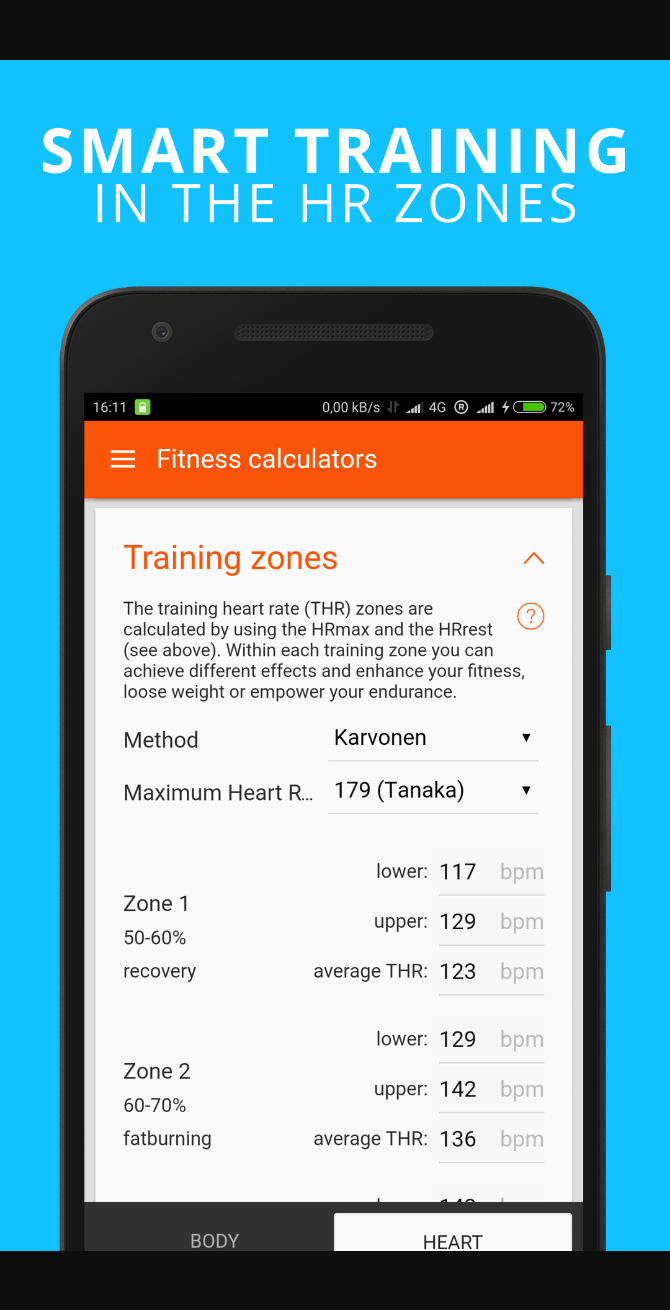 SMART TRAINING
IN THE HR ZONES
16:11 0,00 kB/s 4G R 72%
Fitness calculators
Training zones
The training heart rate (THR) zones are
calculated by using the HRmax and the HRrest
(see above). Within each training zone you can
achieve different effects and enhance your fitness,
loose weight or empower your endurance.
?
Method Karvonen
Maximum Heart R... 179 (Tanaka)
lower: 117 bpm
Zone 1
upper: 129 bpm
50-60%
recovery average THR: 123 bpm
lower: 129 bpm
Zone 2
upper: 142 bpm
60-70%
fatburning average THR: 136 bpm
BODY HEART